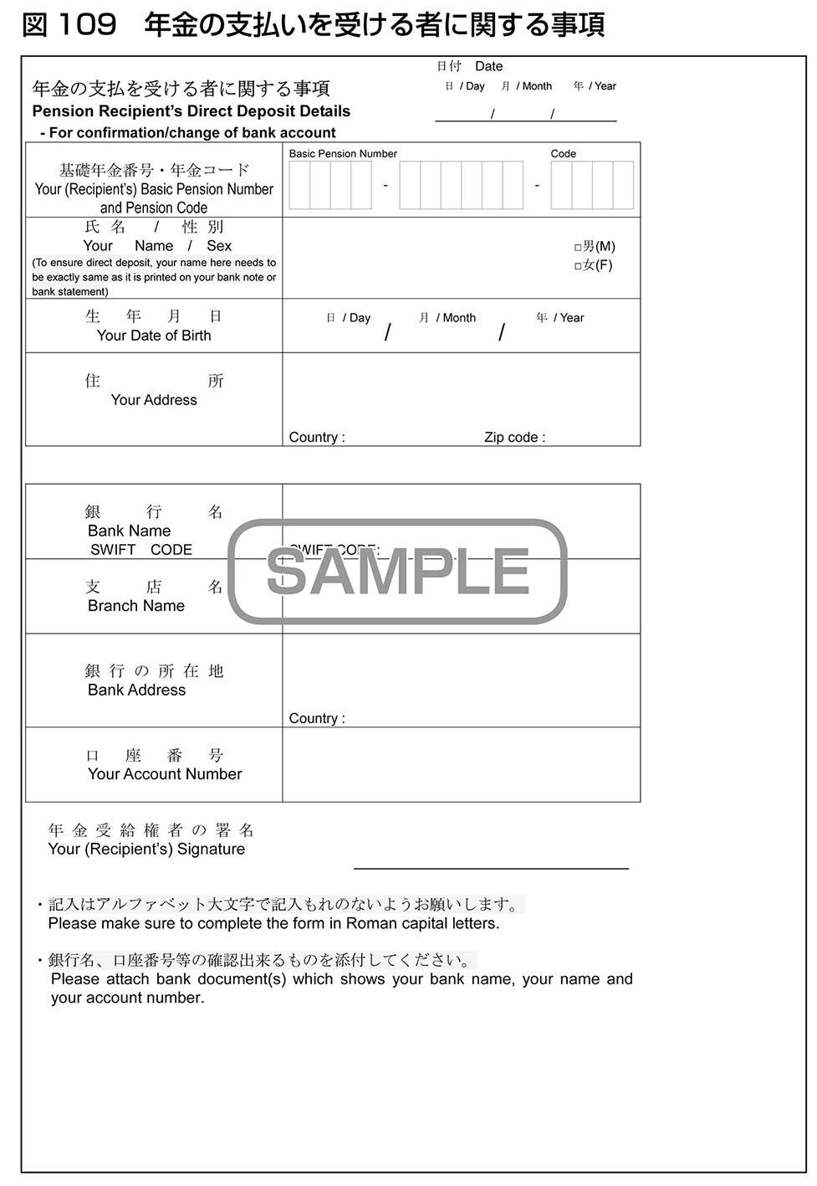 図 109　年金の支払いを受ける者に関する事項
日付　Date
年金の支払を受ける者に関する事項
日 / Day　月 / Month　年 / Year
Pension Recipient's Direct Deposit Details
/　/
- For confirmation/change of bank account
基礎年金番号・年金コード
Your (Recipient's) Basic Pension Number
and Pension Code
Basic Pension Number　Code
-　-
氏 名　/　性 別
Your　Name　/　Sex
(To ensure direct deposit, your name here needs to
be exactly same as it is printed on your bank note or
bank statement)
□男(M)
□女(F)
生　年　月　日
Your Date of Birth
日 / Day　月 / Month　年 / Year
/　/
住　所
Your Address
Country :　Zip code :
銀　行　名
Bank Name
SWIFT　CODE
SWIFT CODE:
SAMPLE
支　店　名
Branch Name
銀 行 の 所 在 地
Bank Address
Country :
口　座　番　号
Your Account Number
年 金 受 給 権 者 の 署 名
Your (Recipient's) Signature
・記入はアルファベット大文字で記入もれのないようお願いします。
Please make sure to complete the form in Roman capital letters.
・銀行名、口座番号等の確認出来るものを添付してください。
Please attach bank document(s) which shows your bank name, your name and
your account number.